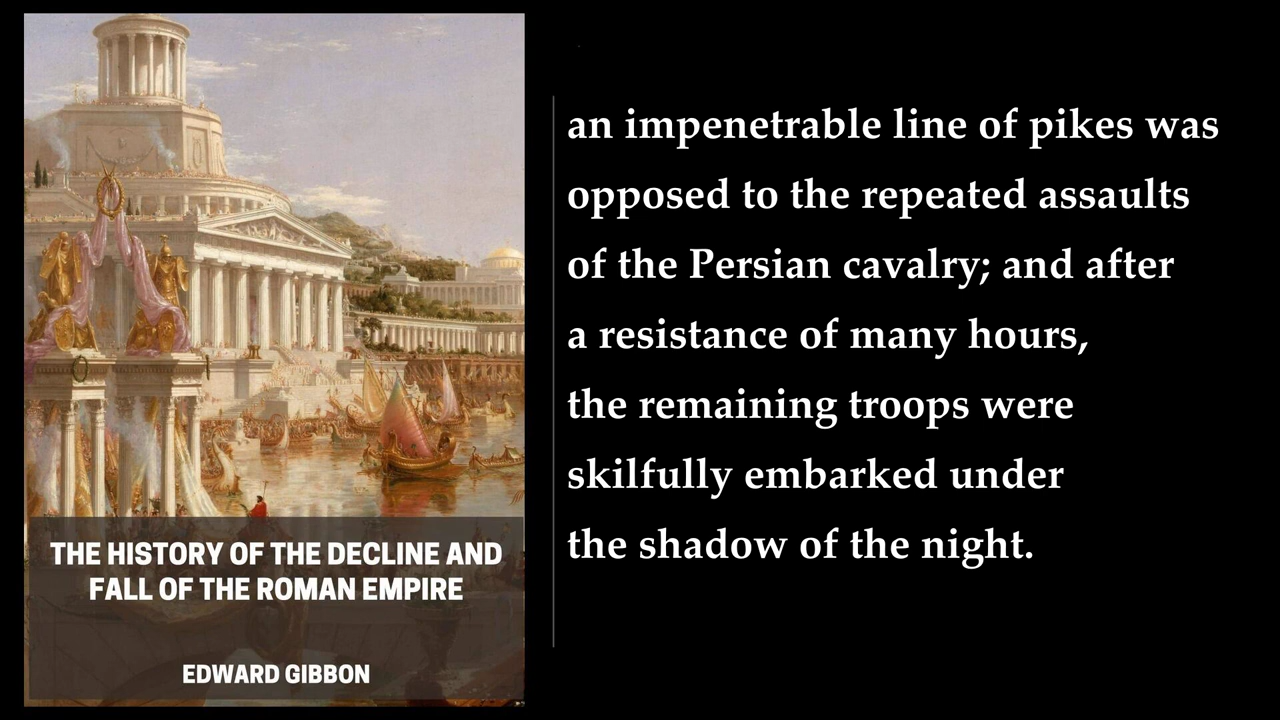 THE HISTORY OF THE DECLINE AND
FALL OF THE ROMAN EMPIRE
EDWARD GIBBON
an impenetrable line of pikes was
opposed to the repeated assaults
of the Persian cavalry; and after
a resistance of many hours,
the remaining troops were
skilfully embarked under
the shadow of the night.